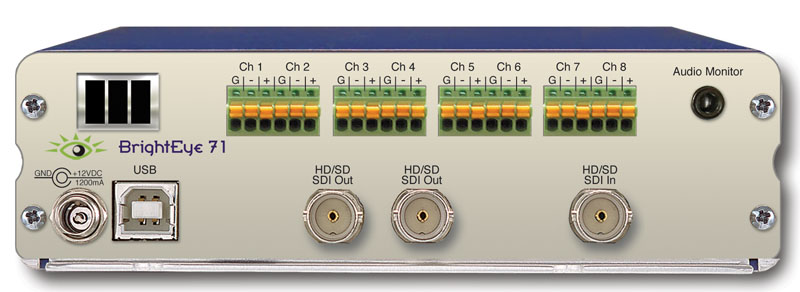 Ch 1 Ch 2 Ch 3 Ch 4 Ch 5 Ch 6 Ch 7 Ch 8
G - + G - + G - + G - + G - + G - + G - + G - +
Audio Monitor
BrightEye 71
GND +12VDC
1200mA
USB
HD/SD
SDI Out
HD/SD
SDI Out
HD/SD
SDI In